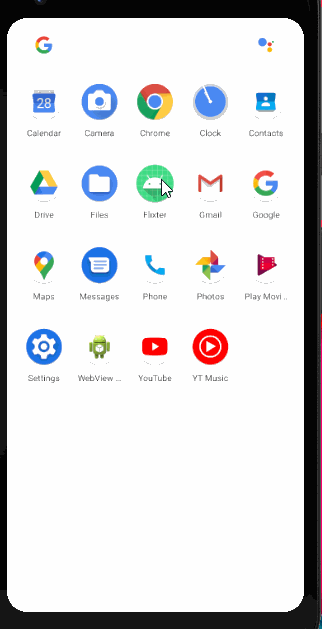 28
Calendar Camera Chrome Clock Contacts
Drive Files Flixter Gmail Google
Maps Messages Phone Photos Play Movi...
Settings WebView ... YouTube YT Music